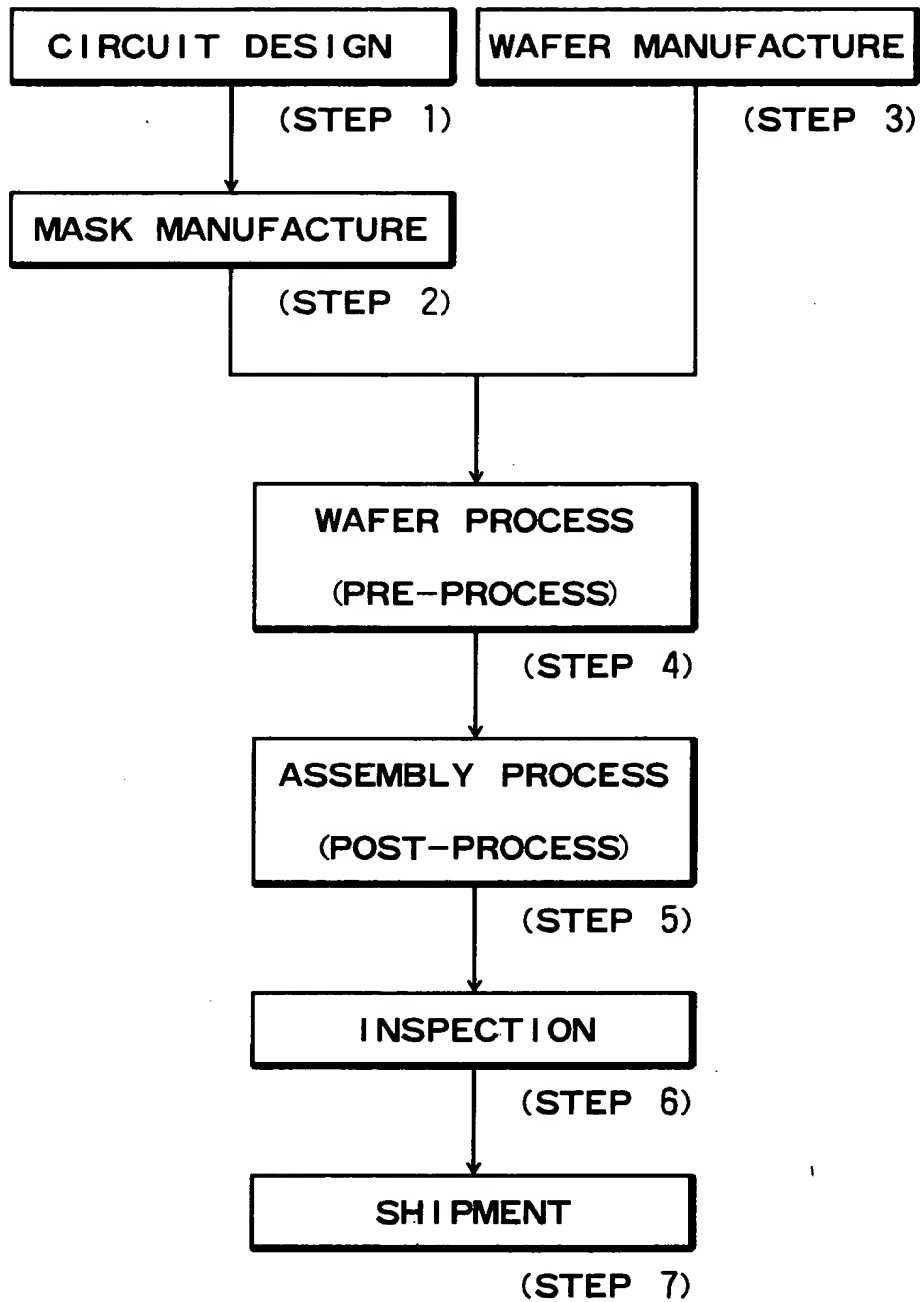 CIRCUIT DESIGN
(STEP 1)
MASK MANUFACTURE
(STEP 2)
WAFER MANUFACTURE
(STEP 3)
WAFER PROCESS
(PRE-PROCESS)
(STEP 4)
ASSEMBLY PROCESS
(POST-PROCESS)
(STEP 5)
INSPECTION
(STEP 6)
SHIPMENT
(STEP 7)